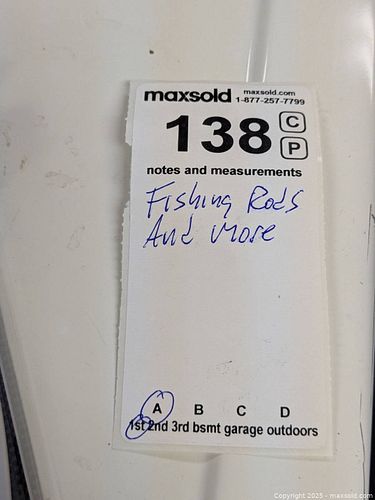 maxsold maxsold.com
1-877-257-7799
138 C
P
notes and measurements
Fishing Rods
And More
A B C D
1st 2nd 3rd bsmt garage outdoors
Copyright 2025 - maxsold.com